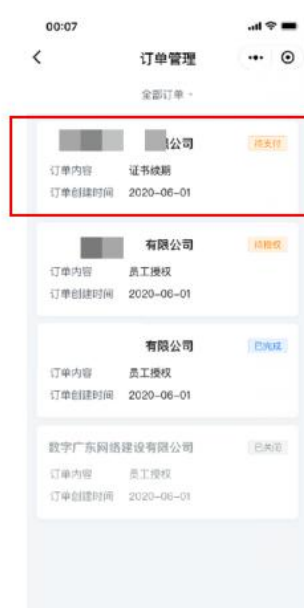 00:07
订单管理
全部订单
公司 待支付
订单内容 证书续期
订单创建时间 2020-06-01
有限公司 待授权
订单内容 员工授权
订单创建时间 2020-06-01
有限公司 已完成
订单内容 员工授权
订单创建时间 2020-06-01
数字广东网络建设有限公司 已关闭
订单内容 员工授权
订单创建时间 2020-06-01